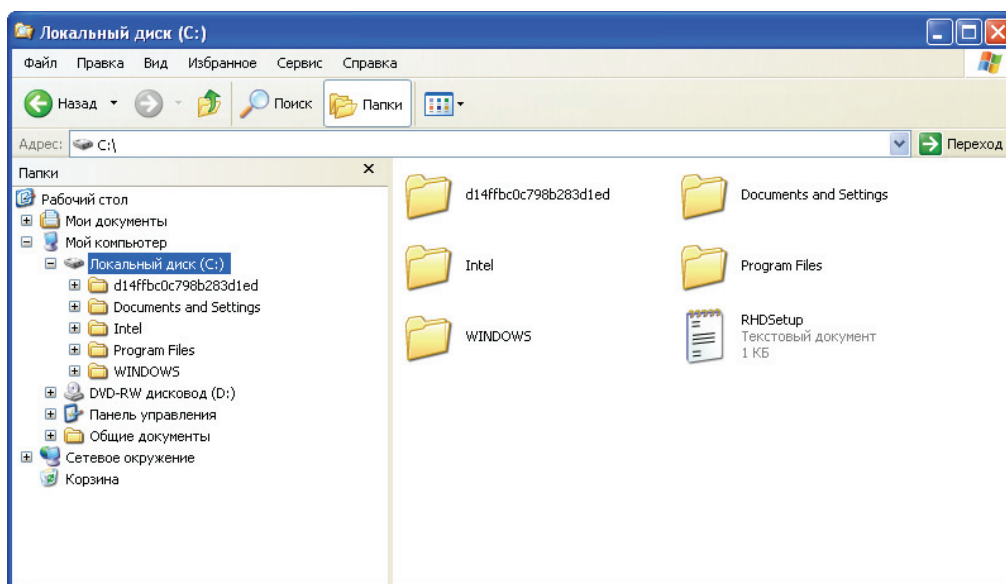 Локальный диск (C:)
Файл Правка Вид Избранное Сервис Справка
Назад Поиск Папки
Адрес: C:\ Переход
Папки
Рабочий стол
Мои документы
Мой компьютер
Локальный диск (C:)
d14ffbc0c798b283d1ed
Documents and Settings
Intel
Program Files
WINDOWS
DVD-RW дисковод (D:)
Панель управления
Общие документы
Сетевое окружение
Корзина
d14ffbc0c798b283d1ed
Documents and Settings
Intel
Program Files
WINDOWS
RHDSetup
Текстовый документ
1 КБ